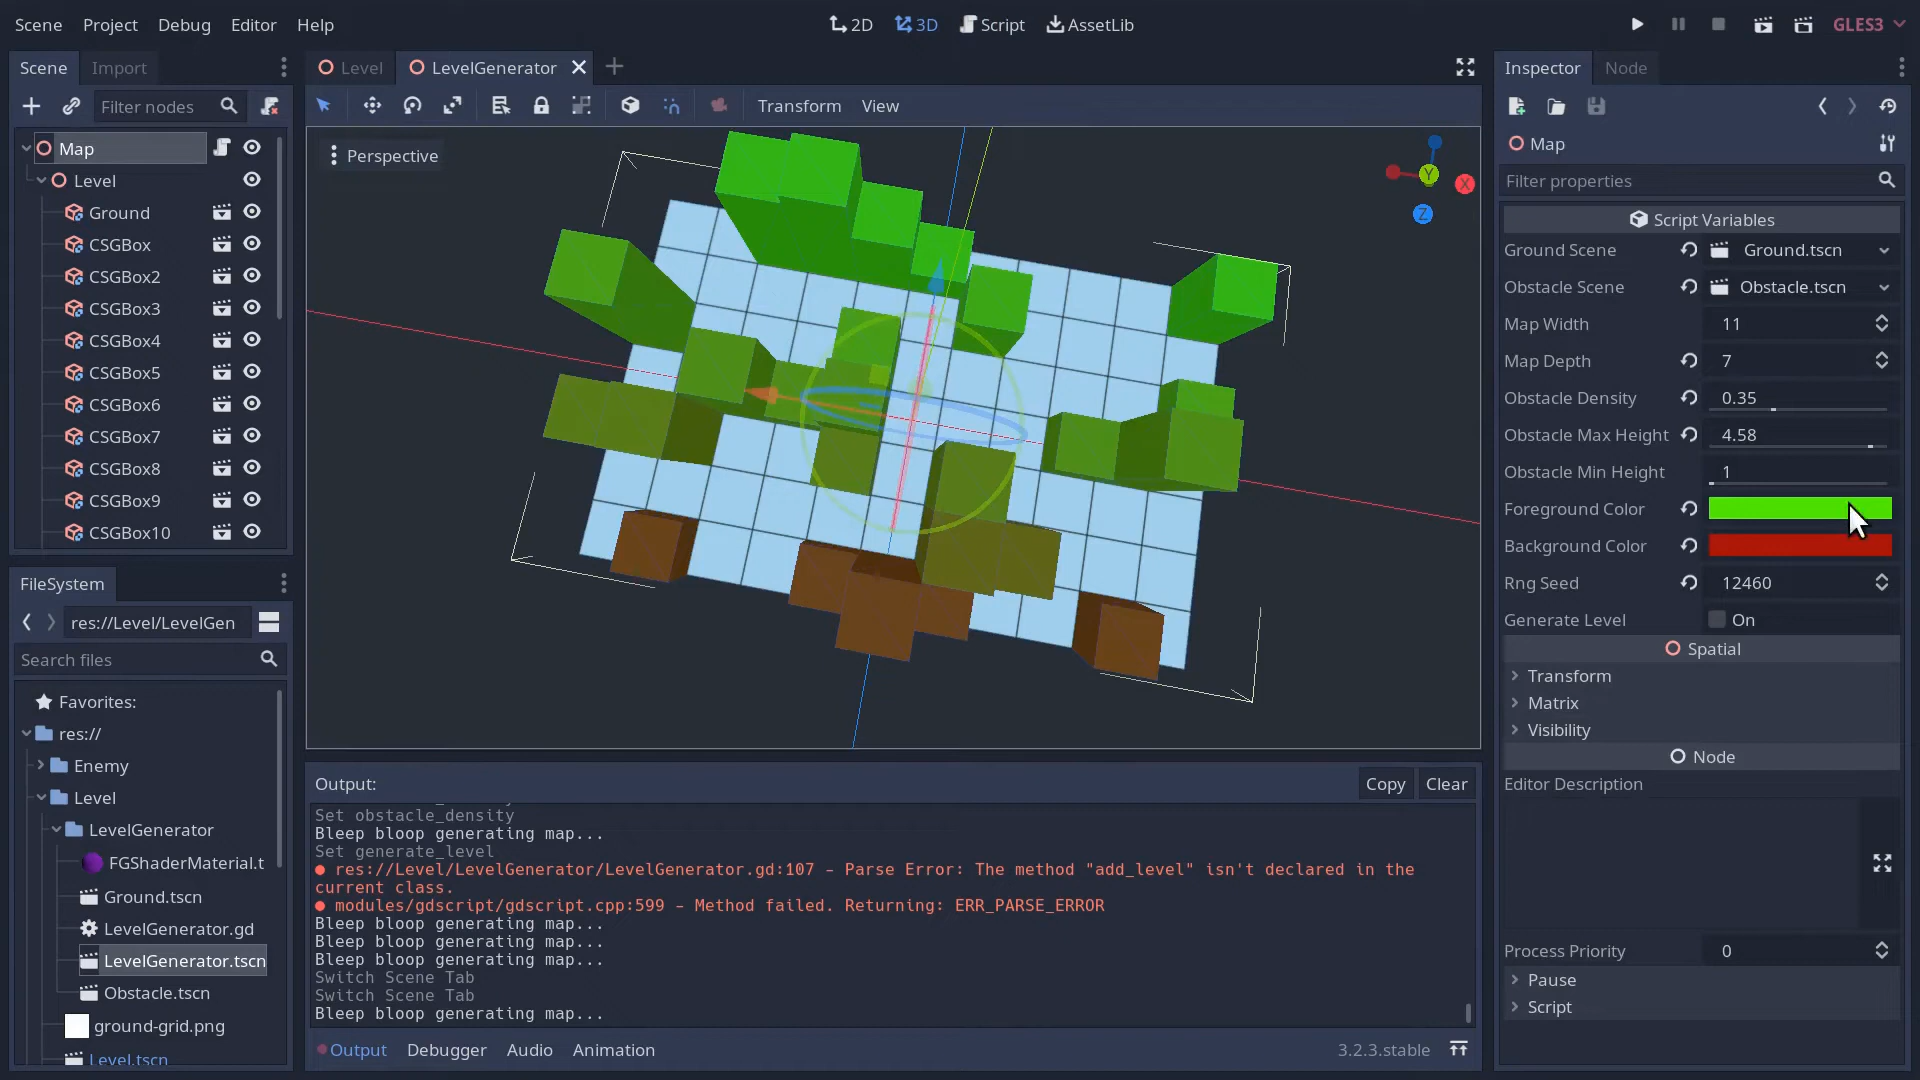 Scene Project Debug Editor Help
2D 3D Script AssetLib
GLES3
Scene Import
Filter nodes
Map
Level
Ground
CSGBox
CSGBox2
CSGBox3
CSGBox4
CSGBox5
CSGBox6
CSGBox7
CSGBox8
CSGBox9
CSGBox10
FileSystem
res://Level/LevelGen
Search files
Favorites:
res://
Enemy
Level
LevelGenerator
FGShaderMaterial.t
Ground.tscn
LevelGenerator.gd
LevelGenerator.tscn
Obstacle.tscn
ground-grid.png
Level.tscn
Level LevelGenerator
Transform View
Perspective
Y
X
Z
Output: Copy Clear
Set obstacle_density
Bleep bloop generating map...
Set generate_level
res://Level/LevelGenerator/LevelGenerator.gd:107 - Parse Error: The method "add_level" isn't declared in the
current class.
modules/gdscript/gdscript.cpp:599 - Method failed. Returning: ERR_PARSE_ERROR
Bleep bloop generating map...
Bleep bloop generating map...
Bleep bloop generating map...
Switch Scene Tab
Switch Scene Tab
Bleep bloop generating map...
Output Debugger Audio Animation 3.2.3.stable
Inspector Node
Map
Filter properties
Script Variables
Ground Scene Ground.tscn
Obstacle Scene Obstacle.tscn
Map Width 11
Map Depth 7
Obstacle Density 0.35
Obstacle Max Height 4.58
Obstacle Min Height 1
Foreground Color
Background Color
Rng Seed 12460
Generate Level On
Spatial
Transform
Matrix
Visibility
Node
Editor Description
Process Priority 0
Pause
Script